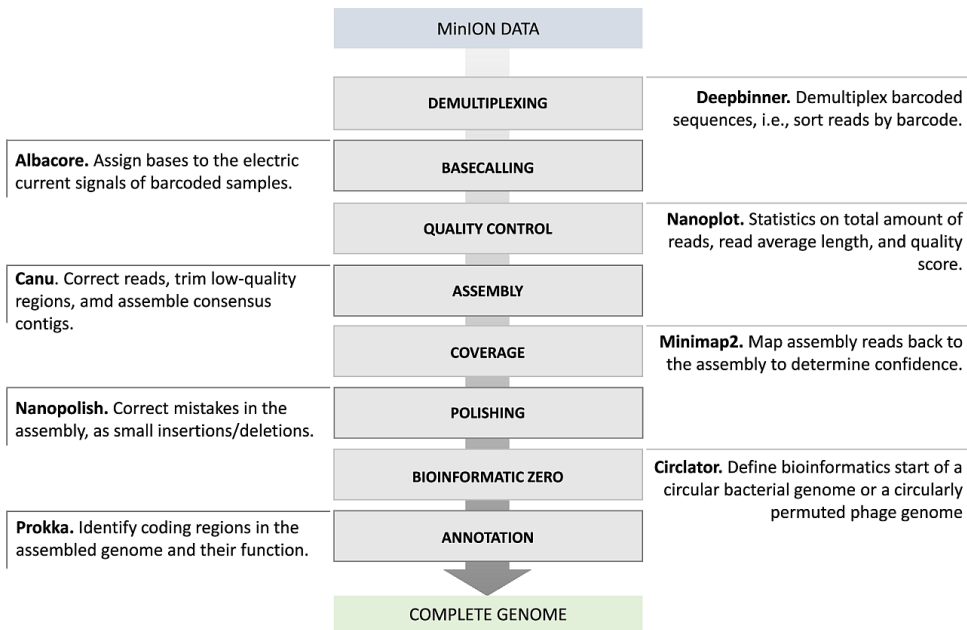 MinION DATA
DEMULTIPLEXING
Deepbinner. Demultiplex barcoded
sequences, i.e., sort reads by barcode.
Albacore. Assign bases to the electric
current signals of barcoded samples.
BASECALLING
QUALITY CONTROL
Nanoplot. Statistics on total amount of
reads, read average length, and quality
score.
Canu. Correct reads, trim low-quality
regions, amd assemble consensus
contigs.
ASSEMBLY
COVERAGE
Minimap2. Map assembly reads back to
the assembly to determine confidence.
Nanopolish. Correct mistakes in the
assembly, as small insertions/deletions.
POLISHING
BIOINFORMATIC ZERO
Circlator. Define bioinformatics start of a
circular bacterial genome or a circularly
permuted phage genome
Prokka. Identify coding regions in the
assembled genome and their function.
ANNOTATION
COMPLETE GENOME